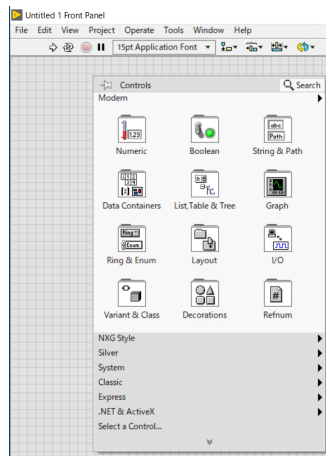 Untitled 1 Front Panel
File Edit View Project Operate Tools Window Help
15pt Application Font
Controls Search
Modern
1.23
abc
Path
Numeric Boolean String & Path
Data Containers List, Table & Tree Graph
Ring
Enum
Ring & Enum Layout I/O
#
Variant & Class Decorations Refnum
NXG Style
Silver
System
Classic
Express
.NET & ActiveX
Select a Control...